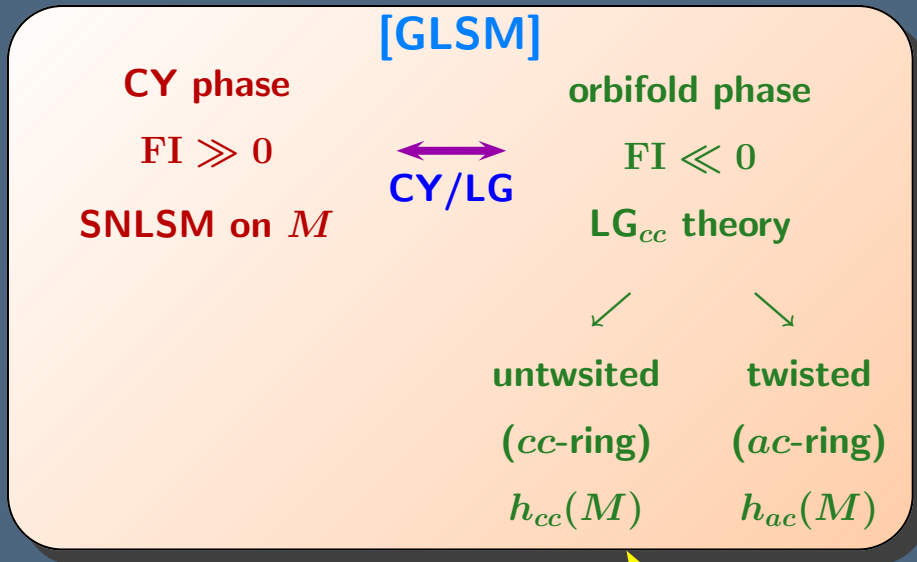 [GLSM]
CY phase
FI ≫ 0
SNLSM on M
CY/LG
orbifold phase
FI ≪ 0
LG_cc theory
untwsited
(cc-ring)
h_cc(M)
twisted
(ac-ring)
h_ac(M)